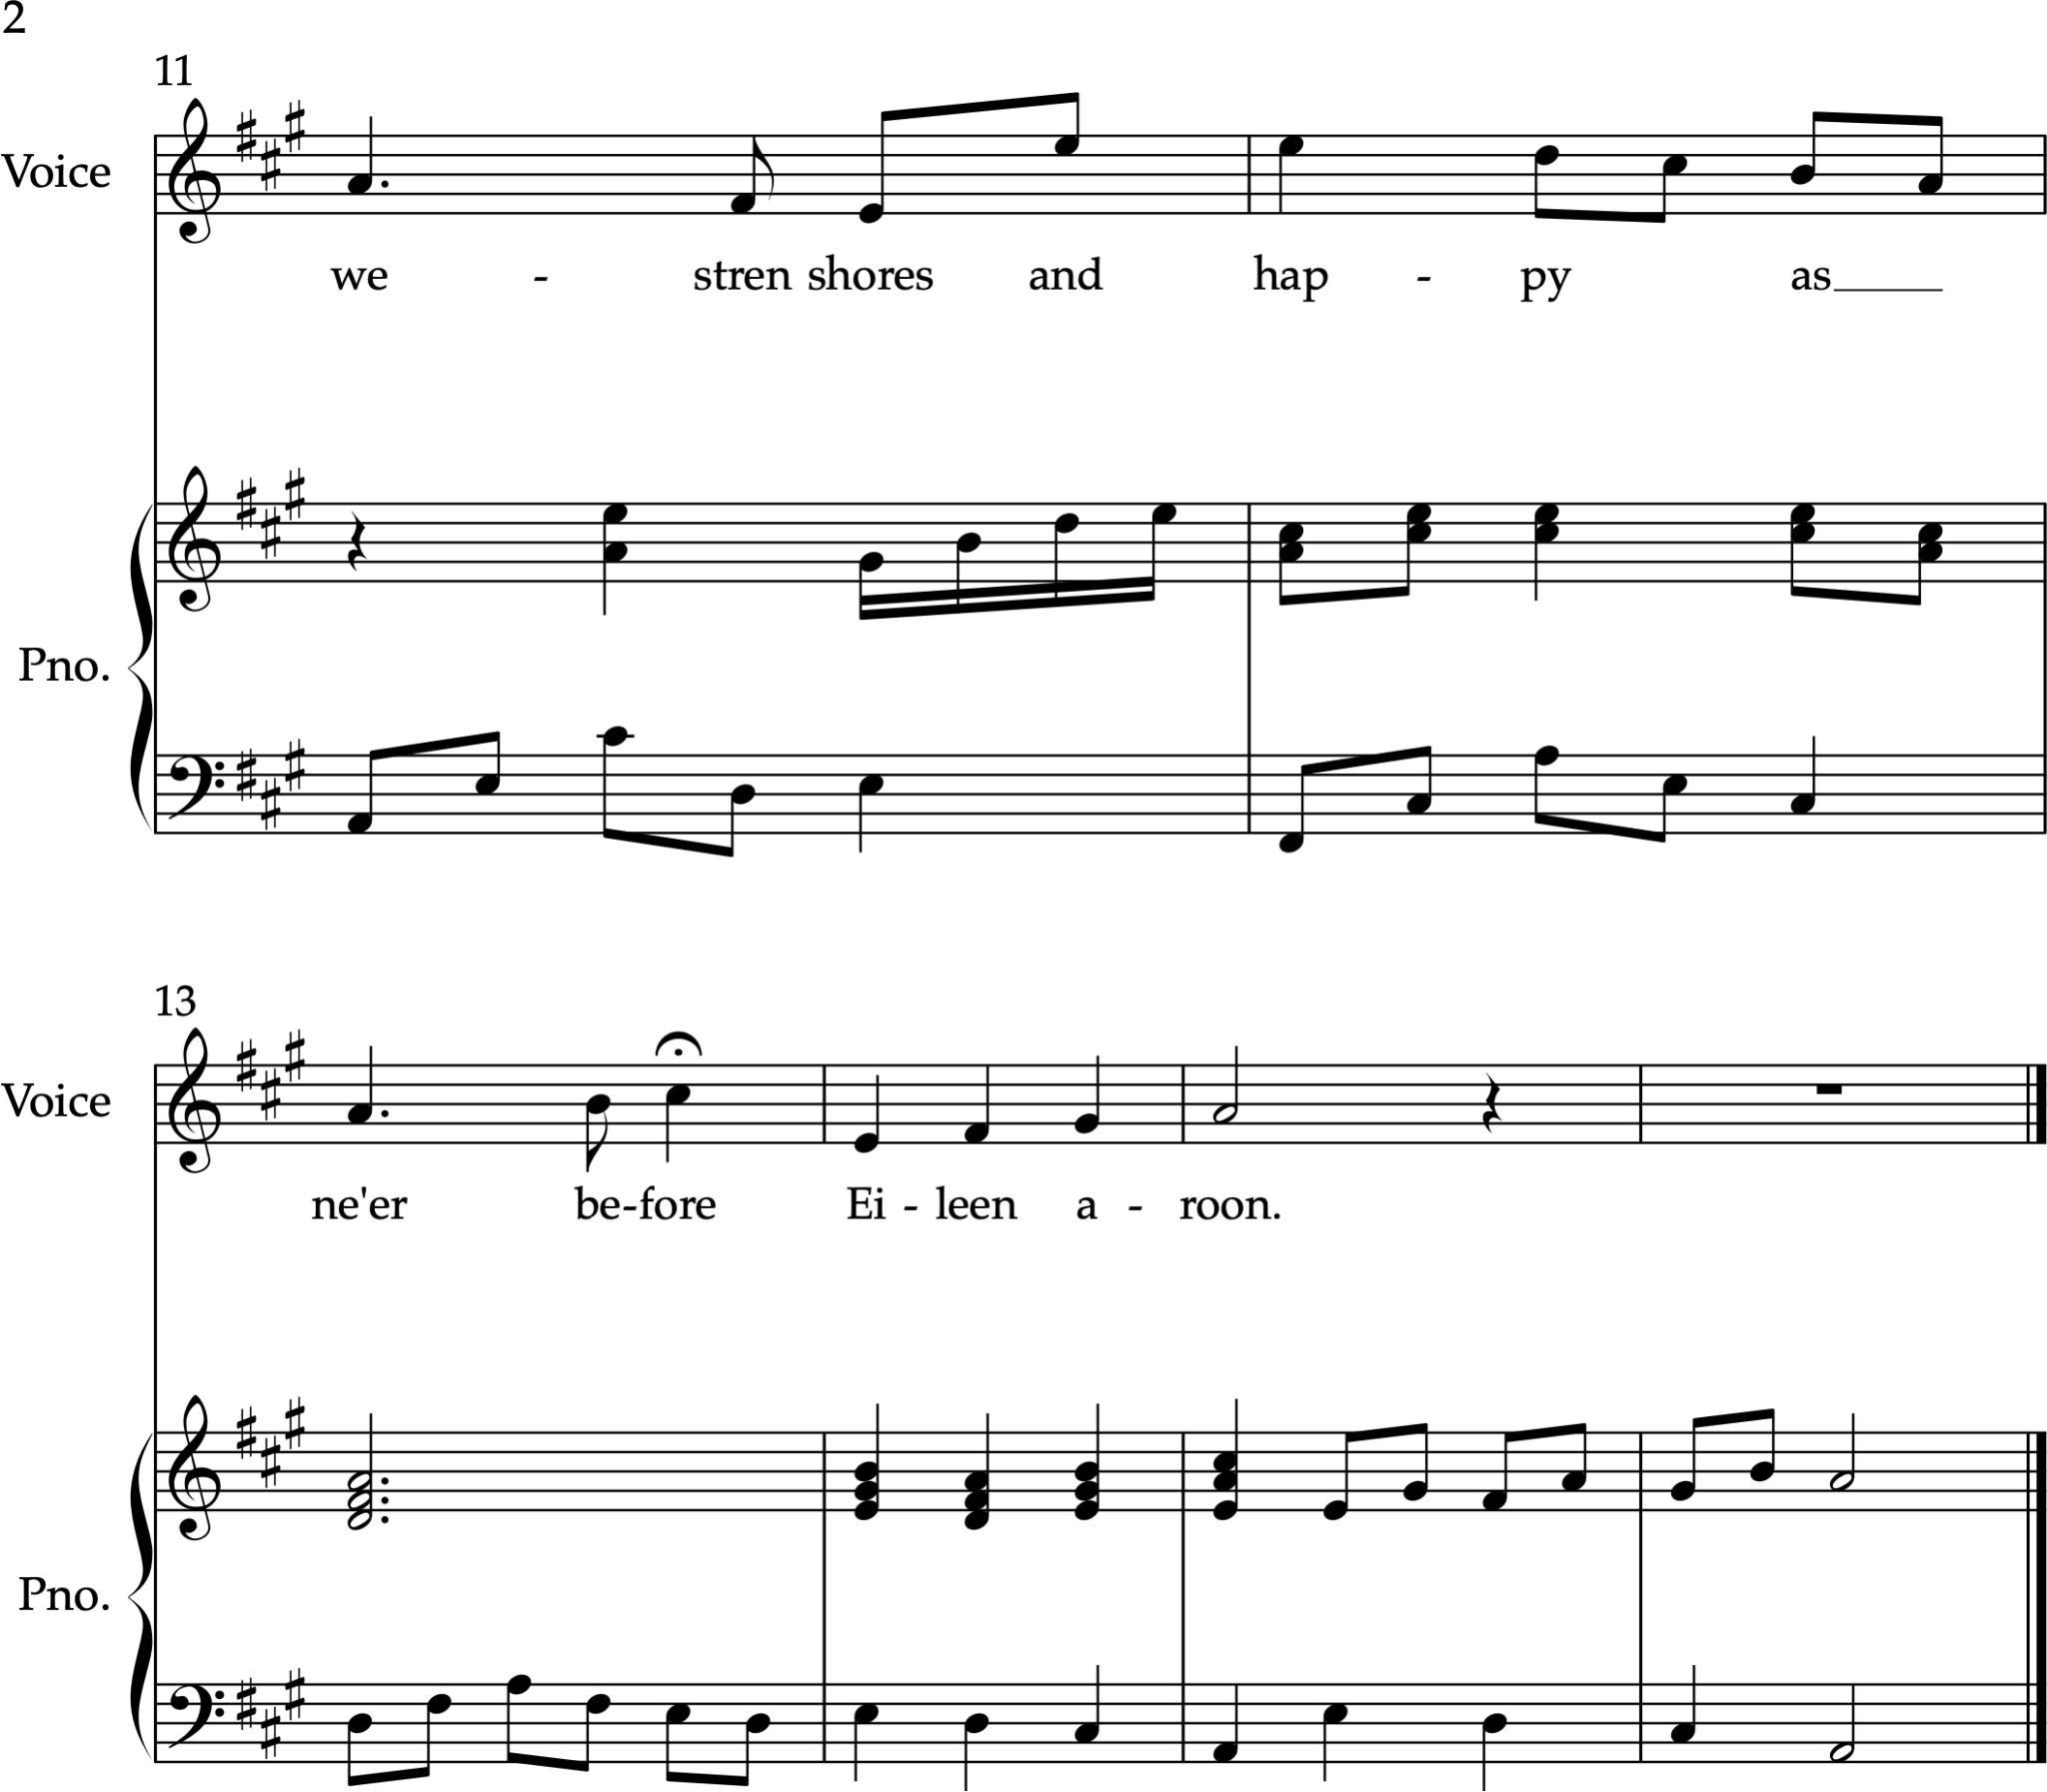 2
11
Voice
we - stren shores and hap - py as
Pno.
13
Voice
ne'er be-fore Ei - leen a - roon.
Pno.